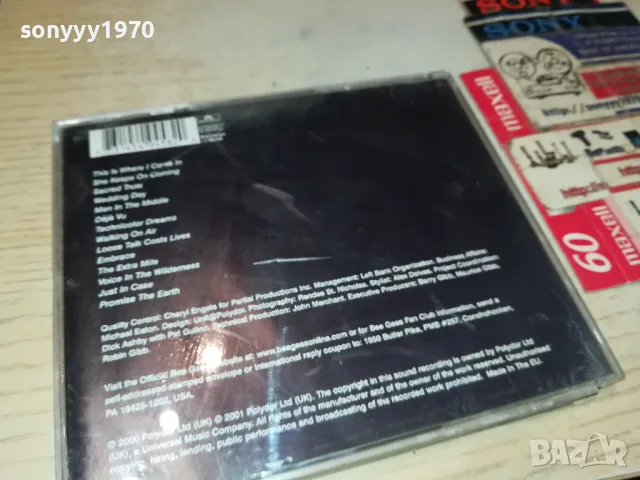 sonyyy1970
SONY
SONY
maxell
maxell
60
This Is Where I Came In
She Keeps On Coming
Sacred Trust
Wedding Day
Man In The Middle
Déjà Vu
Technicolor Dreams
Walking On Air
Loose Talk Costs Lives
Embrace
The Extra Mile
Voice In The Wilderness
Just In Case
Promise The Earth
Quality Control: Cheryl Engels for Partial Productions Inc. Management: Left Bank Organization. Business Affairs:
Michael Eaton. Design: Unit@Polydor. Photography: Randee St. Nicholas. Stylist: Alex Delves. Project Coordination:
Dick Ashby with Pat Gulino. Technical Production: John Merchant. Executive Producers: Barry Gibb, Maurice Gibb,
Robin Gibb.
Visit the Official Bee Gees website at: www.beegeesonline.com or for Bee Gees Fan Club information, send a
self-addressed stamped envelope or international reply coupon to: 1950 Butler Pike, PMB #257, Conshohocken,
PA 19428-1202, USA.
℗ 2000 Polydor Ltd (UK) © 2001 Polydor Ltd (UK). The copyright in this sound recording is owned by Polydor Ltd
(UK), a Universal Music Company. All rights of the manufacturer and of the owner of the work reserved. Unauthorised
copying, hiring, lending, public performance and broadcasting of the recorded work prohibited. Made in The EU.
BAZAR
bg